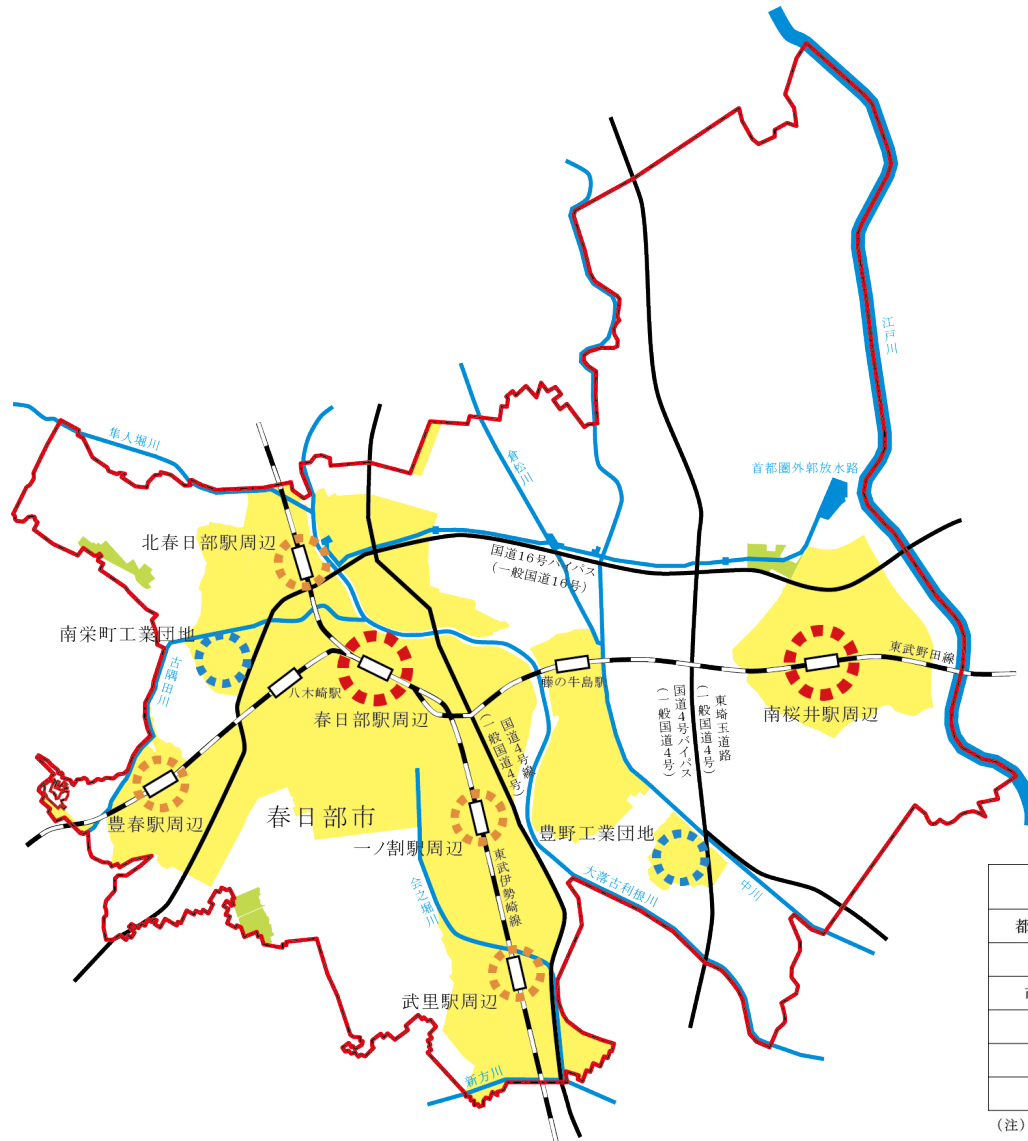 江戸川
隼人堀川
倉松川
首都圏外郭放水路
北春日部駅周辺
国道16号バイパス
(一般国道16号)
南栄町工業団地
古隅田川
八木崎駅
春日部駅周辺
藤の牛島駅
東武野田線
南桜井駅周辺
東埼玉道路
(一般国道4号)
国道4号バイパス
(一般国道4号)
国道4号線
(一般国道4号)
豊春駅周辺
春日部市
一ノ割駅周辺
豊野工業団地
東武伊勢崎線
会之堀川
大落古利根川
中川
武里駅周辺
新方川
都
(注)